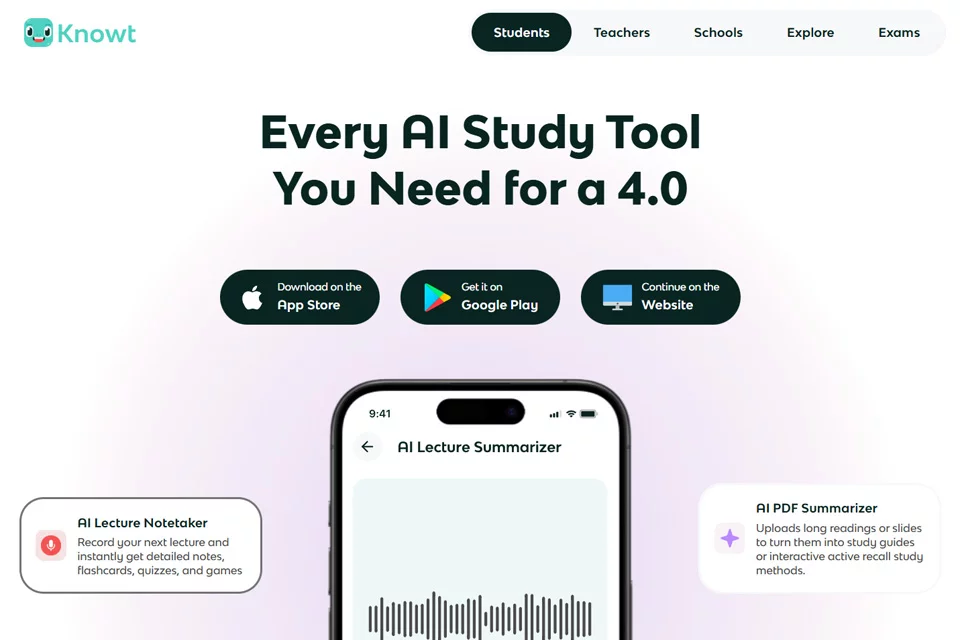 Knowt
Students
Teachers
Schools
Explore
Exams
Every AI Study Tool
You Need for a 4.0
Download on the
App Store
Get it on
Google Play
Continue on the
Website
9:41
AI Lecture Summarizer
AI Lecture Notetaker
Record your next lecture and
instantly get detailed notes,
flashcards, quizzes, and games
AI PDF Summarizer
Uploads long readings or slides
to turn them into study guides
or interactive active recall study
methods.